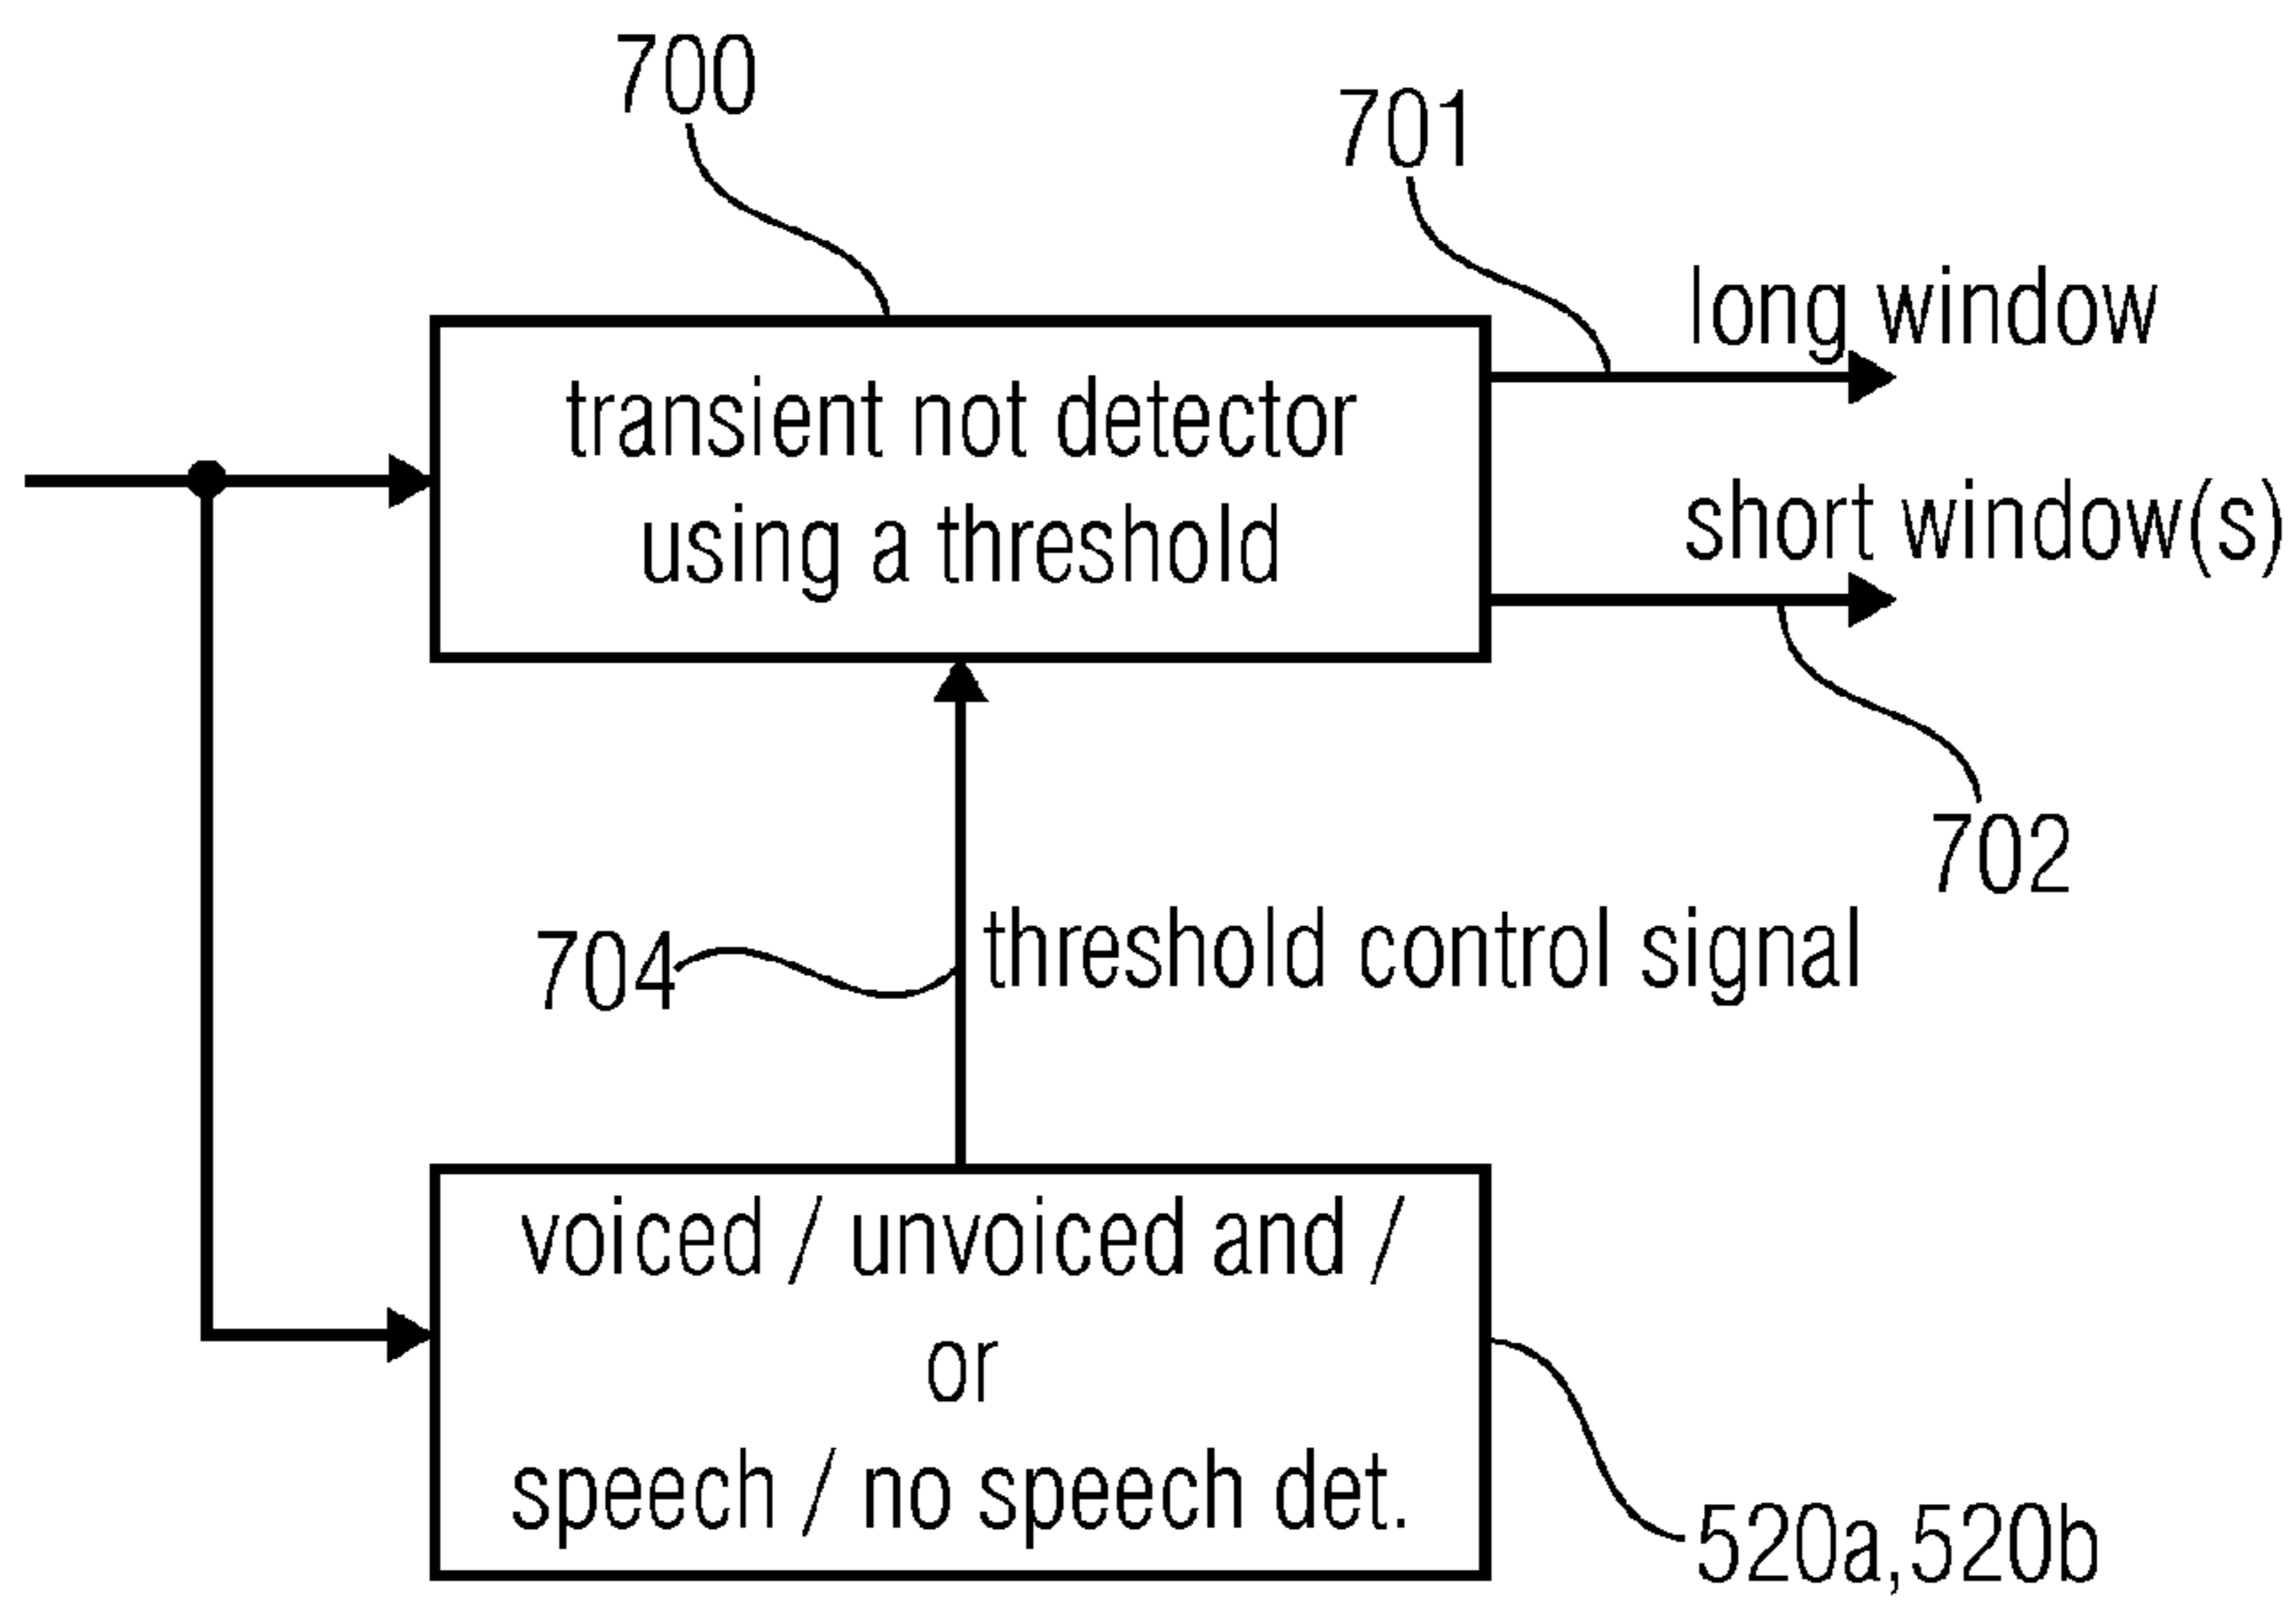 700
701
long window
transient not detector
using a threshold
short window(s)
702
704
threshold control signal
voiced / unvoiced and /
or
speech / no speech det.
520a,520b